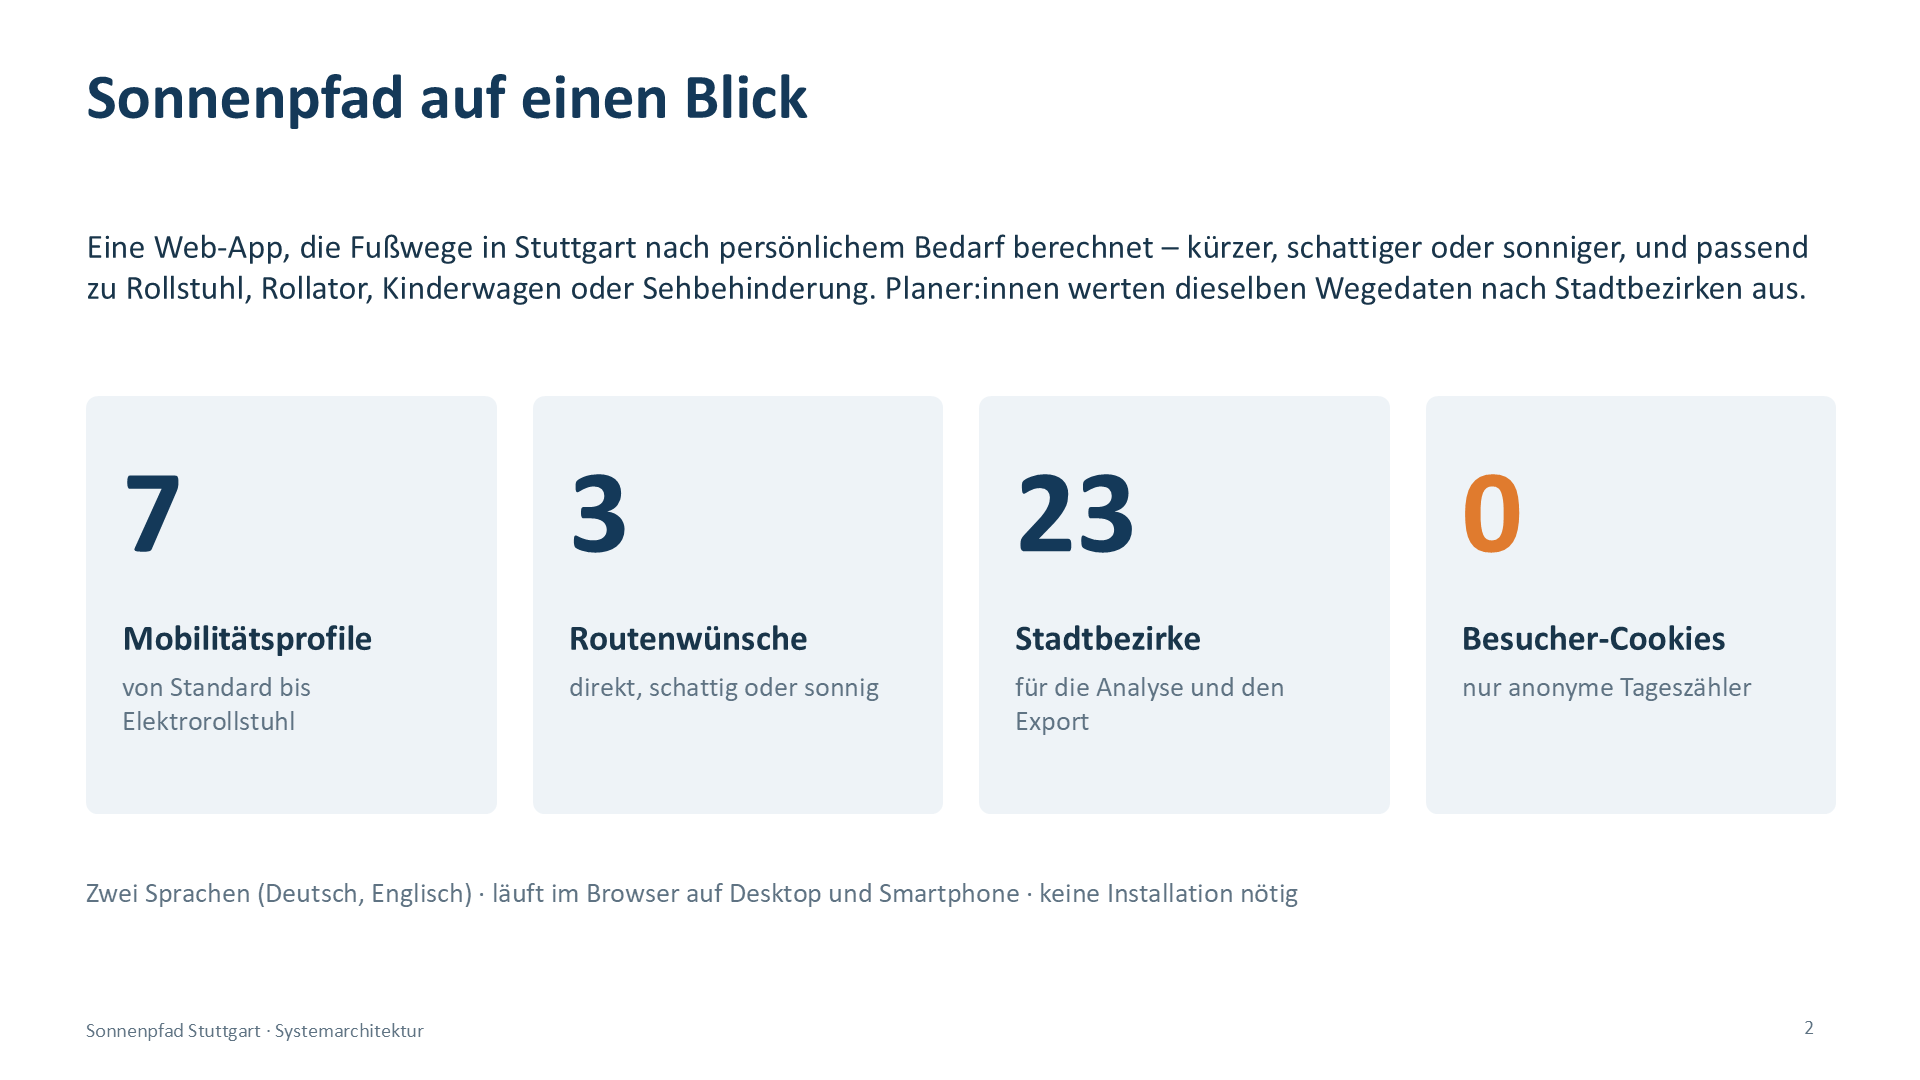 Sonnenpfad auf einen Blick
Eine Web-App, die Fußwege in Stuttgart nach persönlichem Bedarf berechnet – kürzer, schattiger oder sonniger, und passend
zu Rollstuhl, Rollator, Kinderwagen oder Sehbehinderung. Planer:innen werten dieselben Wegedaten nach Stadtbezirken aus.
7
Mobilitätsprofile
von Standard bis
Elektrorollstuhl
3
Routenwünsche
direkt, schattig oder sonnig
23
Stadtbezirke
für die Analyse und den
Export
0
Besucher-Cookies
nur anonyme Tageszähler
Zwei Sprachen (Deutsch, Englisch) · läuft im Browser auf Desktop und Smartphone · keine Installation nötig
Sonnenpfad Stuttgart · Systemarchitektur
2